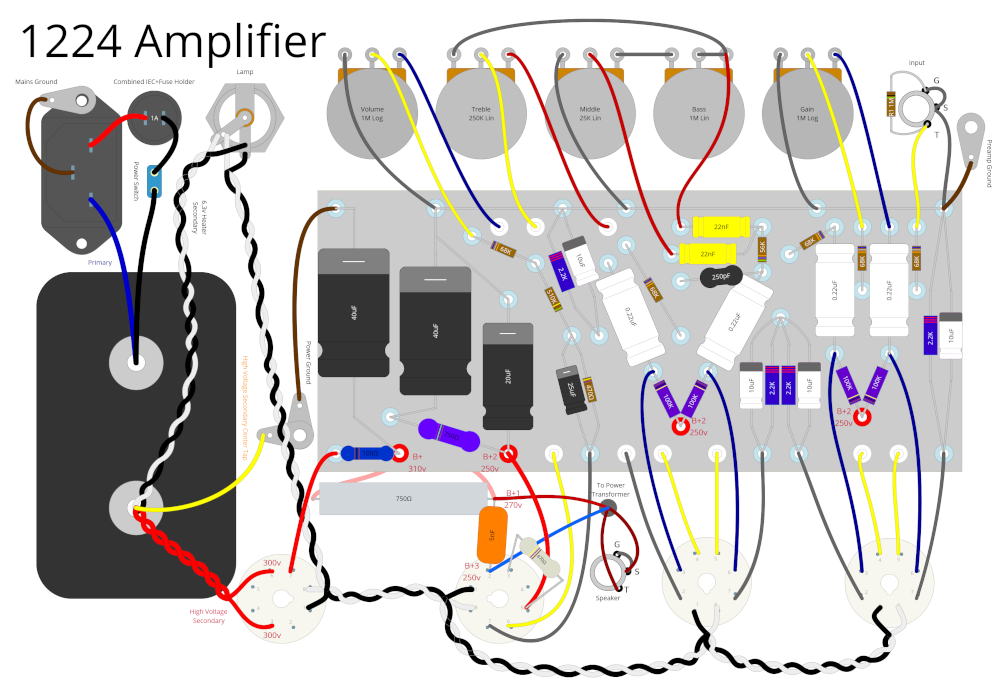 1224 Amplifier
Mains Ground
Combined IEC+Fuse Holder
Lamp
1A
Power Switch
6.3v Heater
Secondary
Primary
Volume
1M Log
Treble
250K Lin
Middle
25K Lin
Bass
1M Lin
Gain
1M Log
Input
G
S
T
R1 1M
Preamp Ground
40uF
40uF
20uF
25uF
68K
2.2K
10uF
510K
470Ω
0.22uF
68K
22nF
22nF
56K
250pF
0.22uF
68K
0.22uF
68K
0.22uF
68K
2.2K
10uF
10uF
2.2K
2.2K
10uF
100K
100K
B+2
250v
100K
100K
B+2
250v
High Voltage Secondary Center Tap
Power Ground
B+
310v
B+2
250v
750Ω
B+1
270v
5nF
B+3
250v
To Power
Transformer
G
S
T
Speaker
300v
High Voltage
Secondary
300v